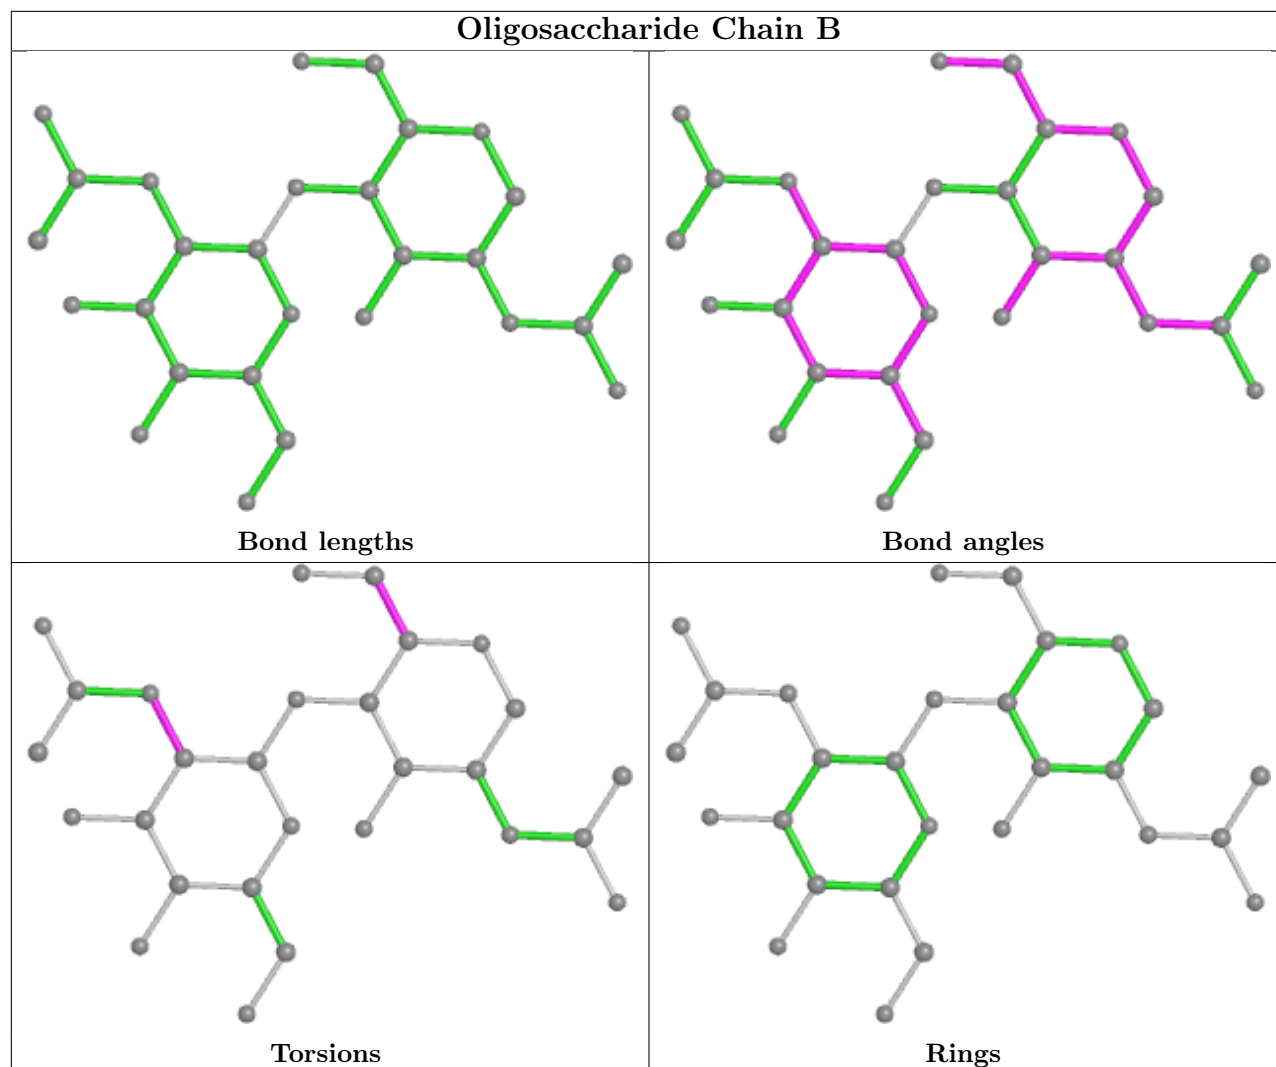 Oligosaccharide Chain B
Bond lengths
Bond angles
Torsions
Rings